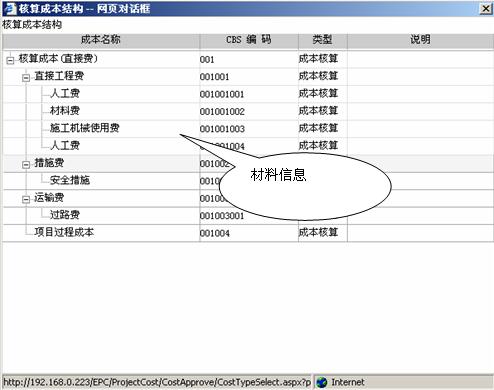 核算成本结构 -- 网页对话框
核算成本结构
成本名称 CBS 编 码 类型 说明
核算成本(直接费) 001 成本核算
直接工程费 001001 成本核算
人工费 001001001 成本核算
材料费 001001002 成本核算
施工机械使用费 001001003 成本核算
人工费 成本核算
措施费 001002
安全措施
材料信息
运输费
过路费 001003001
项目过程成本 001004 成本核算
http://192.168.0.223/EPC/ProjectCost/CostApprove/CostTypeSelect.aspx?p Internet